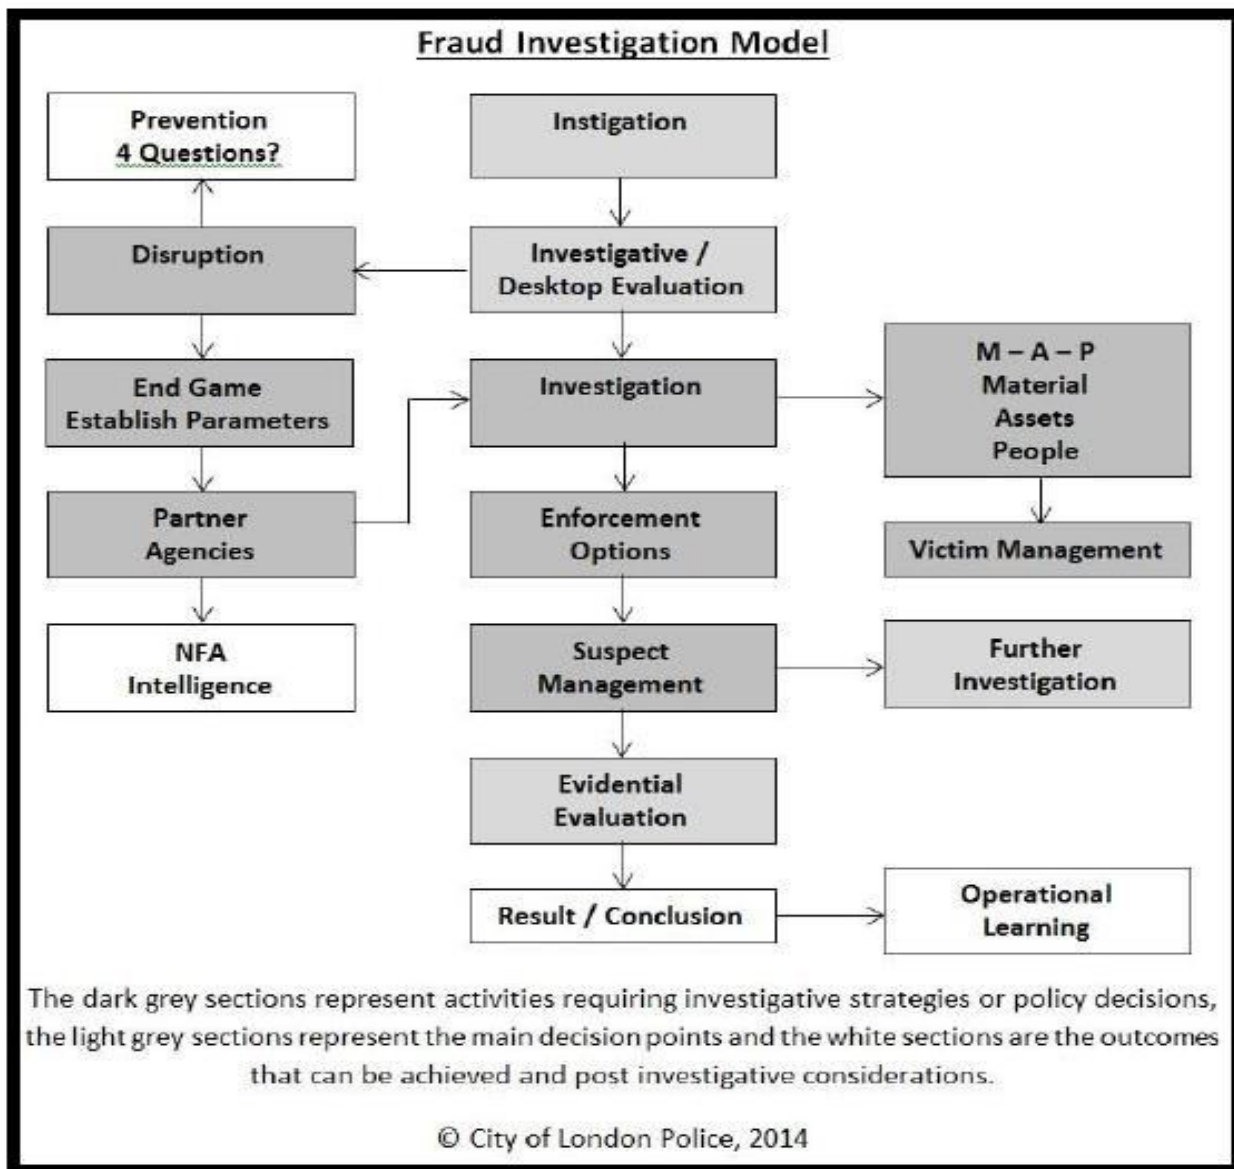 Fraud Investigation Model
Prevention
4 Questions?
Instigation
Disruption
Investigative /
Desktop Evaluation
End Game
Establish Parameters
Investigation
M – A – P
Material
Assets
People
Partner
Agencies
Enforcement
Options
Victim Management
NFA
Intelligence
Suspect
Management
Further
Investigation
Evidential
Evaluation
Result / Conclusion
Operational
Learning
The dark grey sections represent activities requiring investigative strategies or policy decisions,
the light grey sections represent the main decision points and the white sections are the outcomes
that can be achieved and post investigative considerations.
© City of London Police, 2014